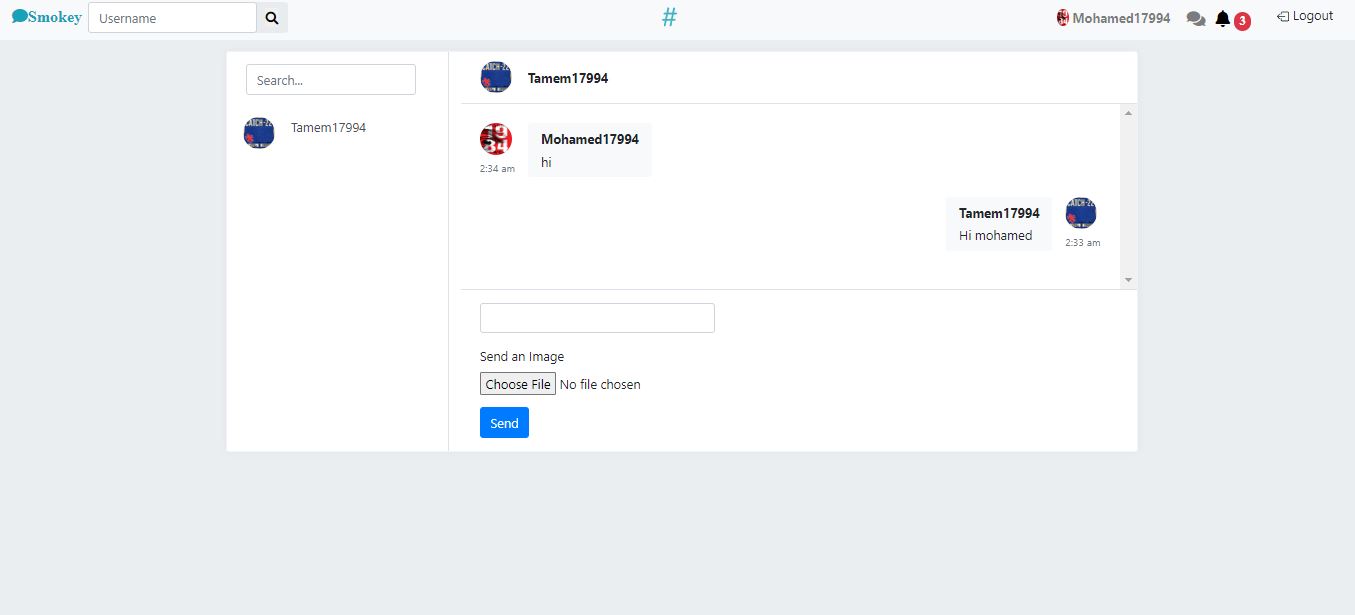 Smokey
Username
#
Mohamed17994
3
Logout
Search...
Tamem17994
Tamem17994
Mohamed17994
hi
2:34 am
Tamem17994
Hi mohamed
2:33 am
Send an Image
Choose File No file chosen
Send